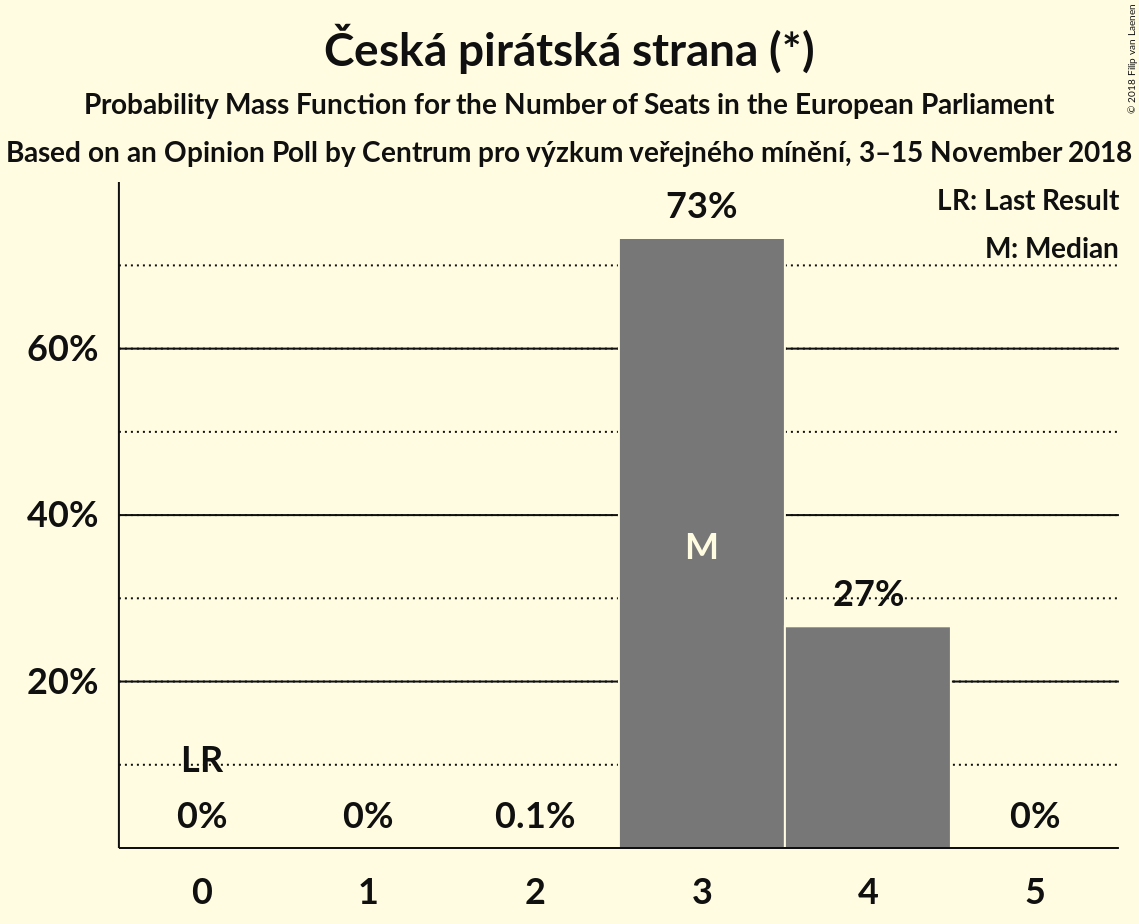 Česká pirátská strana (*)
Probability Mass Function for the Number of Seats in the European Parliament
Based on an Opinion Poll by Centrum pro výzkum veřejného mínění, 3–15 November 2018
© 2018 Filip van Laenen
LR: Last Result
M: Median
73%
60%
40%
M
27%
20%
LR
0%
0%
0.1%
0%
0
1
2
3
4
5